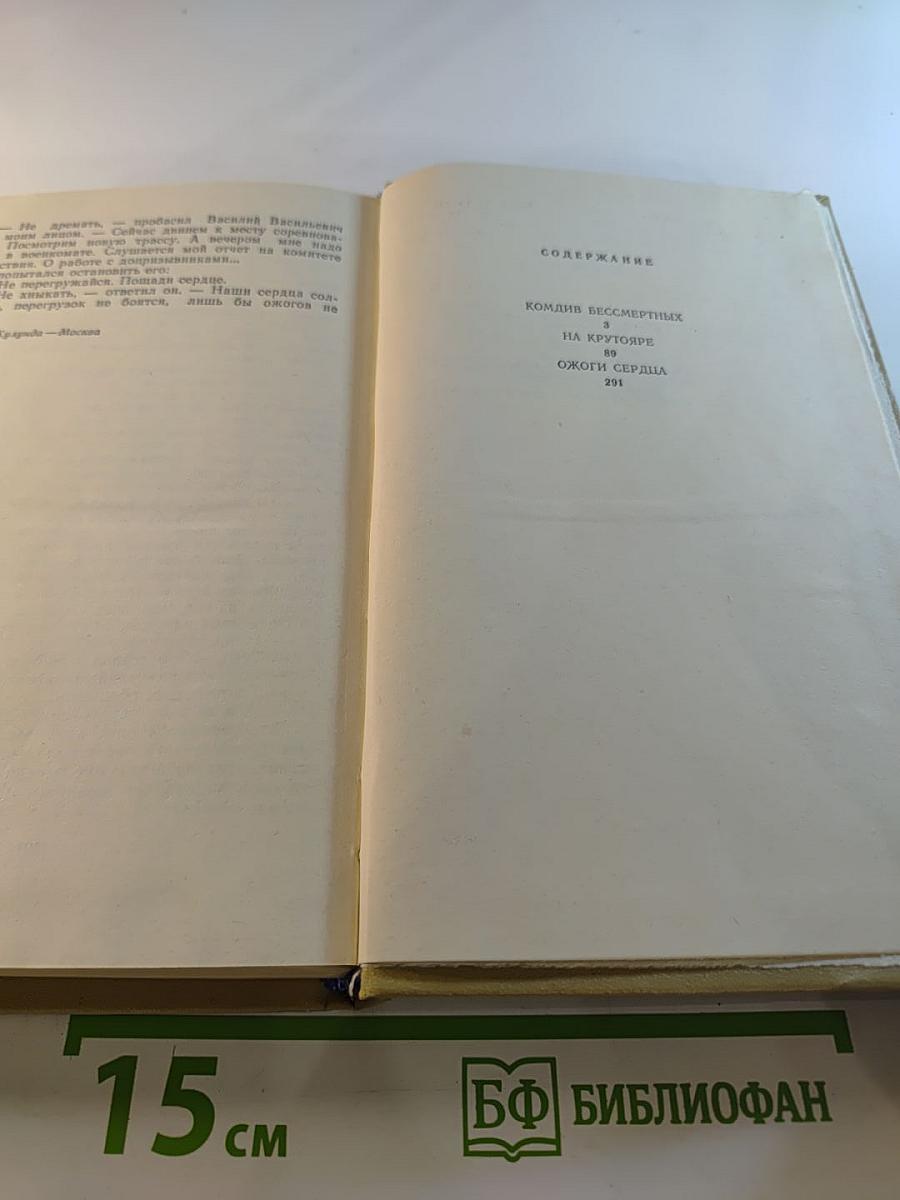 — Не дремать, — пробасил Василий Васильевич
моим лицом. — Сейчас двинем к месту соревнова-
Посмотрим новую трассу. А вечером мне надо
в военкомате. Слушается мой отчет на комитете
ствия. О работе с допризывниками...
попытался остановить его:
Не перегружайся. Пощади сердце.
Не хныкать, — ответил он. — Наши сердца сол-
перегрузок не боятся, лишь бы ожогов не
Кулунда — Москва
СОДЕРЖАНИЕ
КОМДИВ БЕССМЕРТНЫХ
3
НА КРУТОЯРЕ
89
ОЖОГИ СЕРДЦА
291
15 см
БФ БИБЛИОФАН